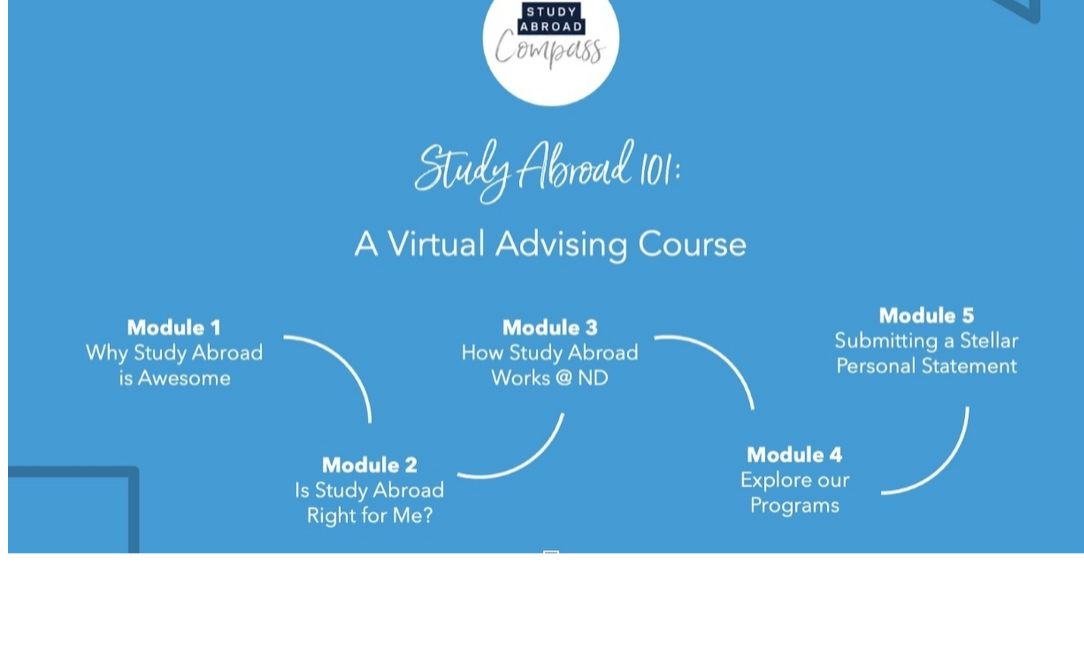 STUDY
ABROAD
Compass
Study Abroad 101:
A Virtual Advising Course
Module 1
Why Study Abroad
is Awesome
Module 2
Is Study Abroad
Right for Me?
Module 3
How Study Abroad
Works @ ND
Module 4
Explore our
Programs
Module 5
Submitting a Stellar
Personal Statement